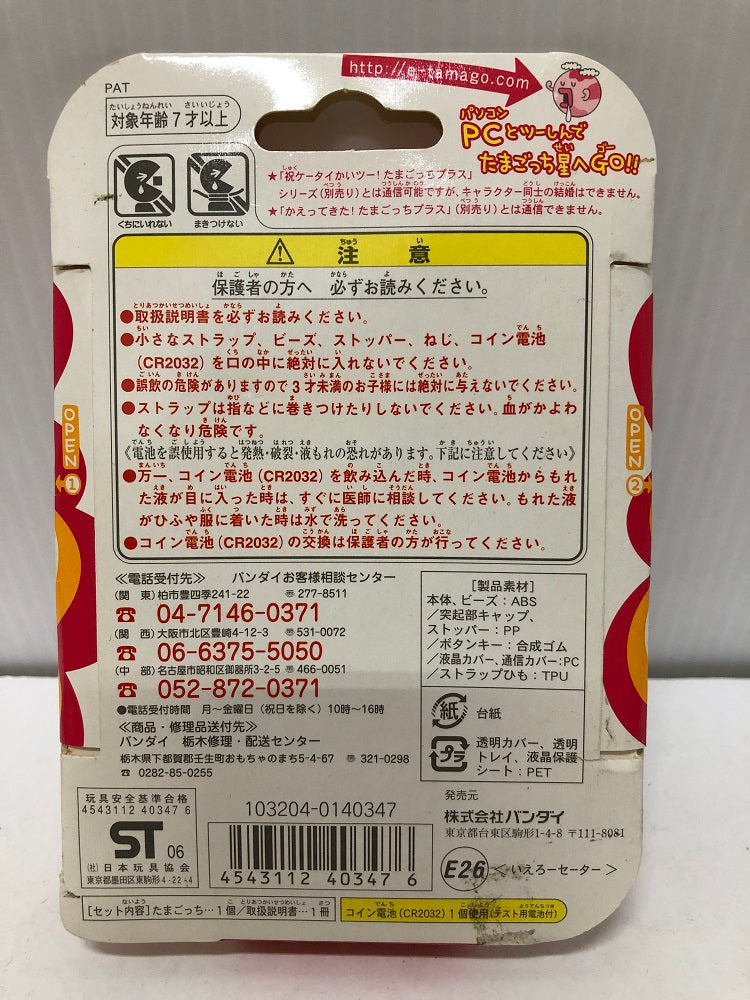 http://e-tamago.com
PAT
対象年齢7才以上
たいしょうねんれい さいいじょう
パソコン
PCとツーしんで
たまごっち星へGO!!
くちにいれない
まきつけない
★「祝ケータイかいツー!たまごっちプラス」
シリーズ(別売り)とは通信可能ですが、キャラクター同士の結婚はできません。
★「かえってきた!たまごっちプラス」(別売り)とは通信できません。
注意
保護者の方へ 必ずお読みください。
●取扱説明書を必ずお読みください。
●小さなストラップ、ビーズ、ストッパー、ねじ、コイン電池
(CR2032)を口の中に絶対に入れないでください。
●誤飲の危険がありますので3才未満のお子様には絶対に与えないでください。
●ストラップは指などに巻きつけたりしないでください。血がかよわ
なくなり危険です。
《電池を誤使用すると発熱・破裂・液もれの恐れがあります。下記に注意してください》
●万一、コイン電池(CR2032)を飲み込んだ時、コイン電池からもれ
た液が目に入った時は、すぐに医師に相談してください。もれた液
がひふや服に着いた時は水で洗ってください。
●コイン電池(CR2032)の交換は保護者の方が行ってください。
OPEN
1
OPEN
2
≪電話受付先≫ バンダイお客様相談センター
(関 東)柏市豊四季241-22 〒277-8511
☎ 04-7146-0371
(関 西)大阪市北区豊崎4-12-3 〒531-0072
☎ 06-6375-5050
(中 部)名古屋市昭和区御器所3-2-5 〒466-0051
☎ 052-872-0371
●電話受付時間 月〜金曜日(祝日を除く)10時〜16時
≪商品・修理品送付先≫
バンダイ 栃木修理・配送センター
栃木県下都賀郡壬生町おもちゃのまち5-4-67 〒321-0298
☎ 0282-85-0255
[製品素材]
本体、ビーズ:ABS
/突起部キャップ、
ストッパー:PP
/ボタンキー:合成ゴム
/液晶カバー、通信カバー:PC
/ストラップひも:TPU
紙 台紙
プラ 透明カバー、透明
トレイ、液晶保護
シート:PET
玩具安全基準合格
4543112 40347 6
ST 06
(社)日本玩具協会
東京都墨田区東駒形4-22-4
103204-0140347
4543112 403476
発売元
株式会社バンダイ
東京都台東区駒形1-4-8 〒111-8081
E26 <いえろーセーター>
[セット内容]たまごっち…1個/取扱説明書…1冊
コイン電池(CR2032)1個使用(テスト用電池付)